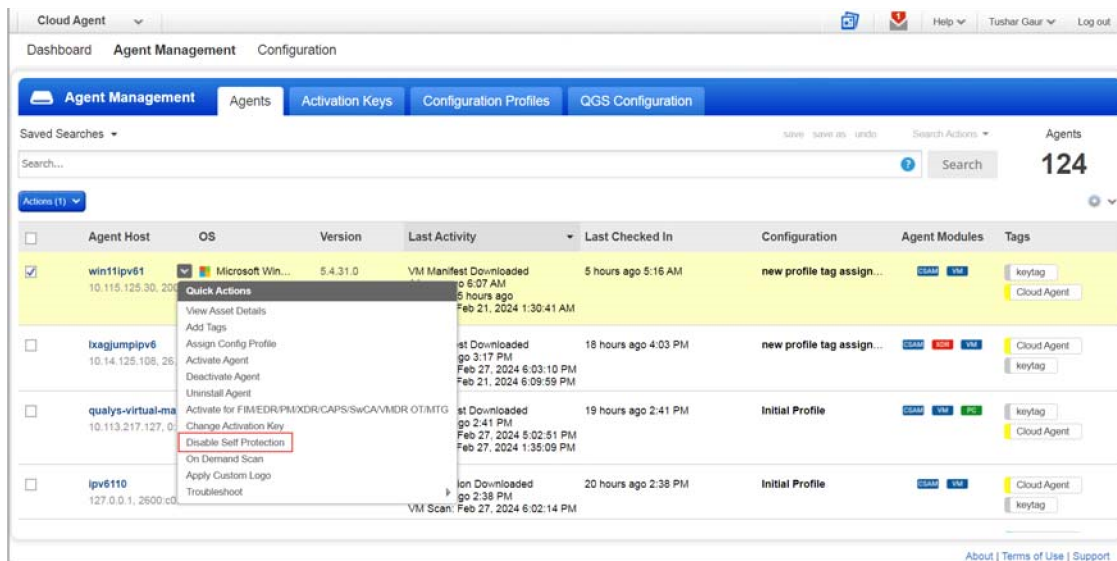 Cloud Agent
1
Help
Tushar Gaur
Log out
Dashboard Agent Management Configuration
Agent Management Agents Activation Keys Configuration Profiles QGS Configuration
Saved Searches
save save as undo Search Actions Agents
Search... ? Search 124
Actions (1)
Agent Host OS Version Last Activity Last Checked In Configuration Agent Modules Tags
win11ipv61 Microsoft Win... 5.4.31.0 VM Manifest Downloaded 5 hours ago 5:16 AM new profile tag assign... CSAM VM keytag
10.115.125.30, 6:07 AM Cloud Agent
5 hours ago
Feb 21, 2024 1:30:41 AM
Quick Actions
View Asset Details
Add Tags
Assign Config Profile
Activate Agent
Deactivate Agent
Uninstall Agent
Activate for FIM/EDR/PM/XDR/CAPS/SwCA/VMDR OT/MTG
Change Activation Key
Disable Self Protection
On Demand Scan
Apply Custom Logo
Troubleshoot
lxagjumpipv6 Downloaded 18 hours ago 4:03 PM new profile tag assign... CSAM XDR VM Cloud Agent
10.14.125.108, 26 3:17 PM keytag
Feb 27, 2024 6:03:10 PM
Feb 21, 2024 6:09:59 PM
qualys-virtual-ma Downloaded 19 hours ago 2:41 PM Initial Profile CSAM VM PC keytag
10.113.217.127, 2:41 PM Cloud Agent
Feb 27, 2024 5:02:51 PM
Feb 27, 2024 1:35:09 PM
ipv6110 Downloaded 20 hours ago 2:38 PM Initial Profile CSAM VM Cloud Agent
127.0.0.1, 2600:c0 go 2:38 PM keytag
VM Scan: Feb 27, 2024 6:02:14 PM
About | Terms of Use | Support